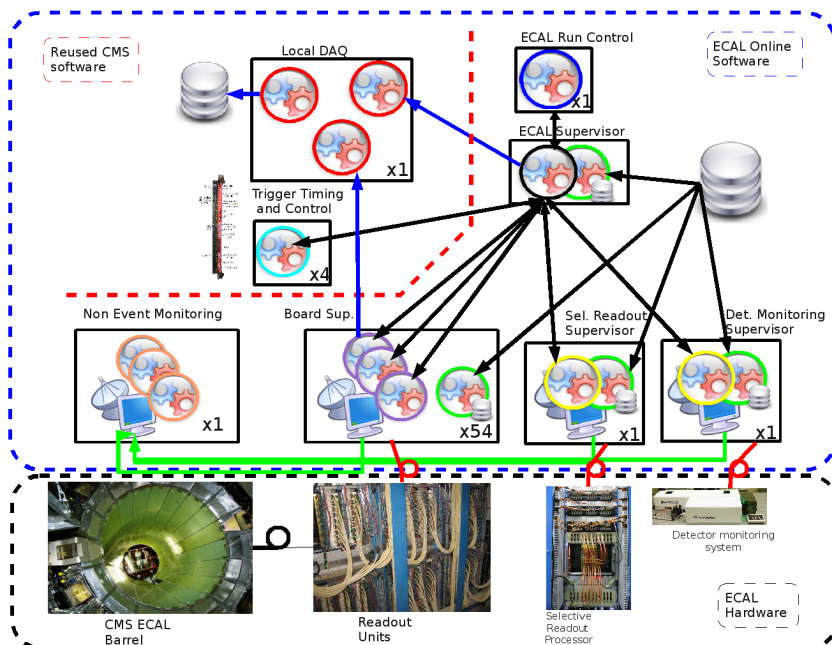 Reused CMS
software
Local DAQ
x1
ECAL Run Control
x1
ECAL Online
Software
ECAL Supervisor
Trigger Timing
and Control
x4
Non Event Monitoring
x1
Board Sup.
x54
Sel. Readout
Supervisor
x1
Det. Monitoring
Supervisor
x1
CMS ECAL
Barrel
Readout
Units
Selective
Readout
Processor
Detector monitoring
system
ECAL
Hardware